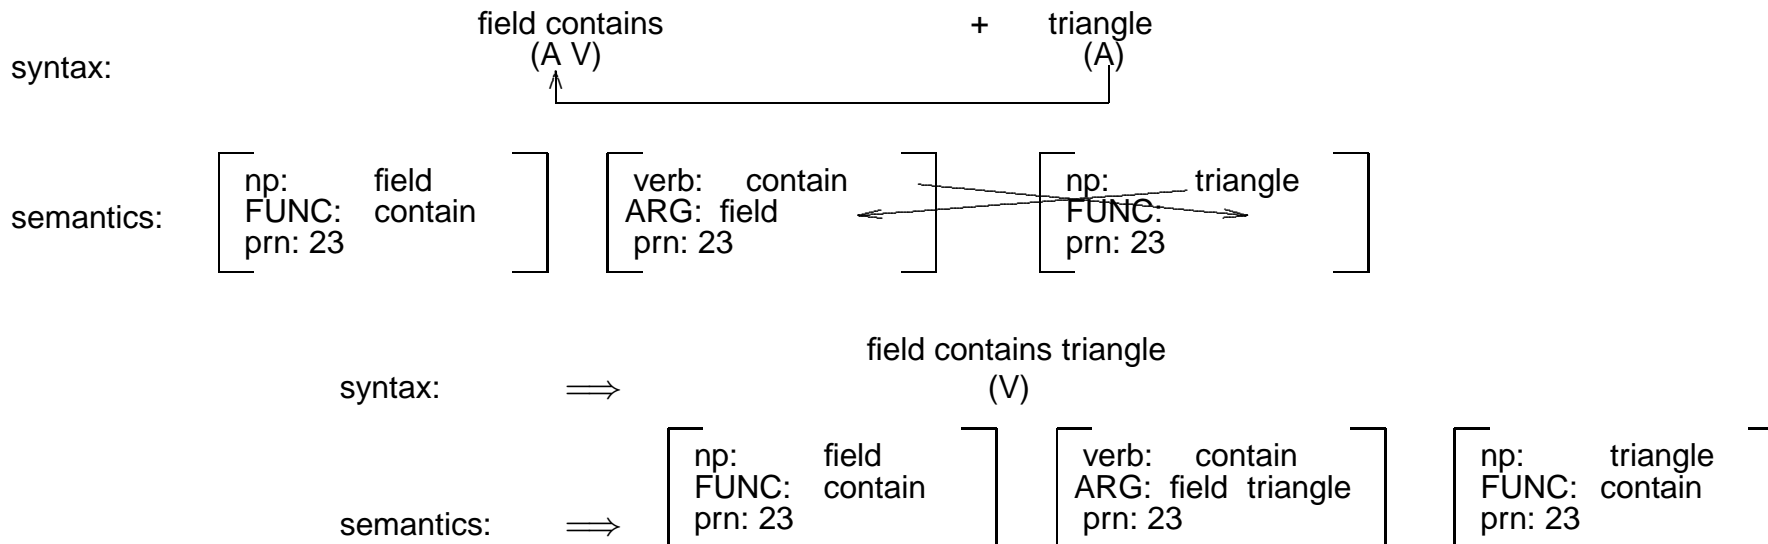 field contains + triangle
(A V) (A)
syntax:
np: field verb: contain np: triangle
semantics: FUNC: contain ARG: field FUNC:
prn: 23 prn: 23 prn: 23
field contains triangle
syntax: ⟹ (V)
np: field verb: contain np: triangle
FUNC: contain ARG: field triangle FUNC: contain
semantics: ⟹ prn: 23 prn: 23 prn: 23